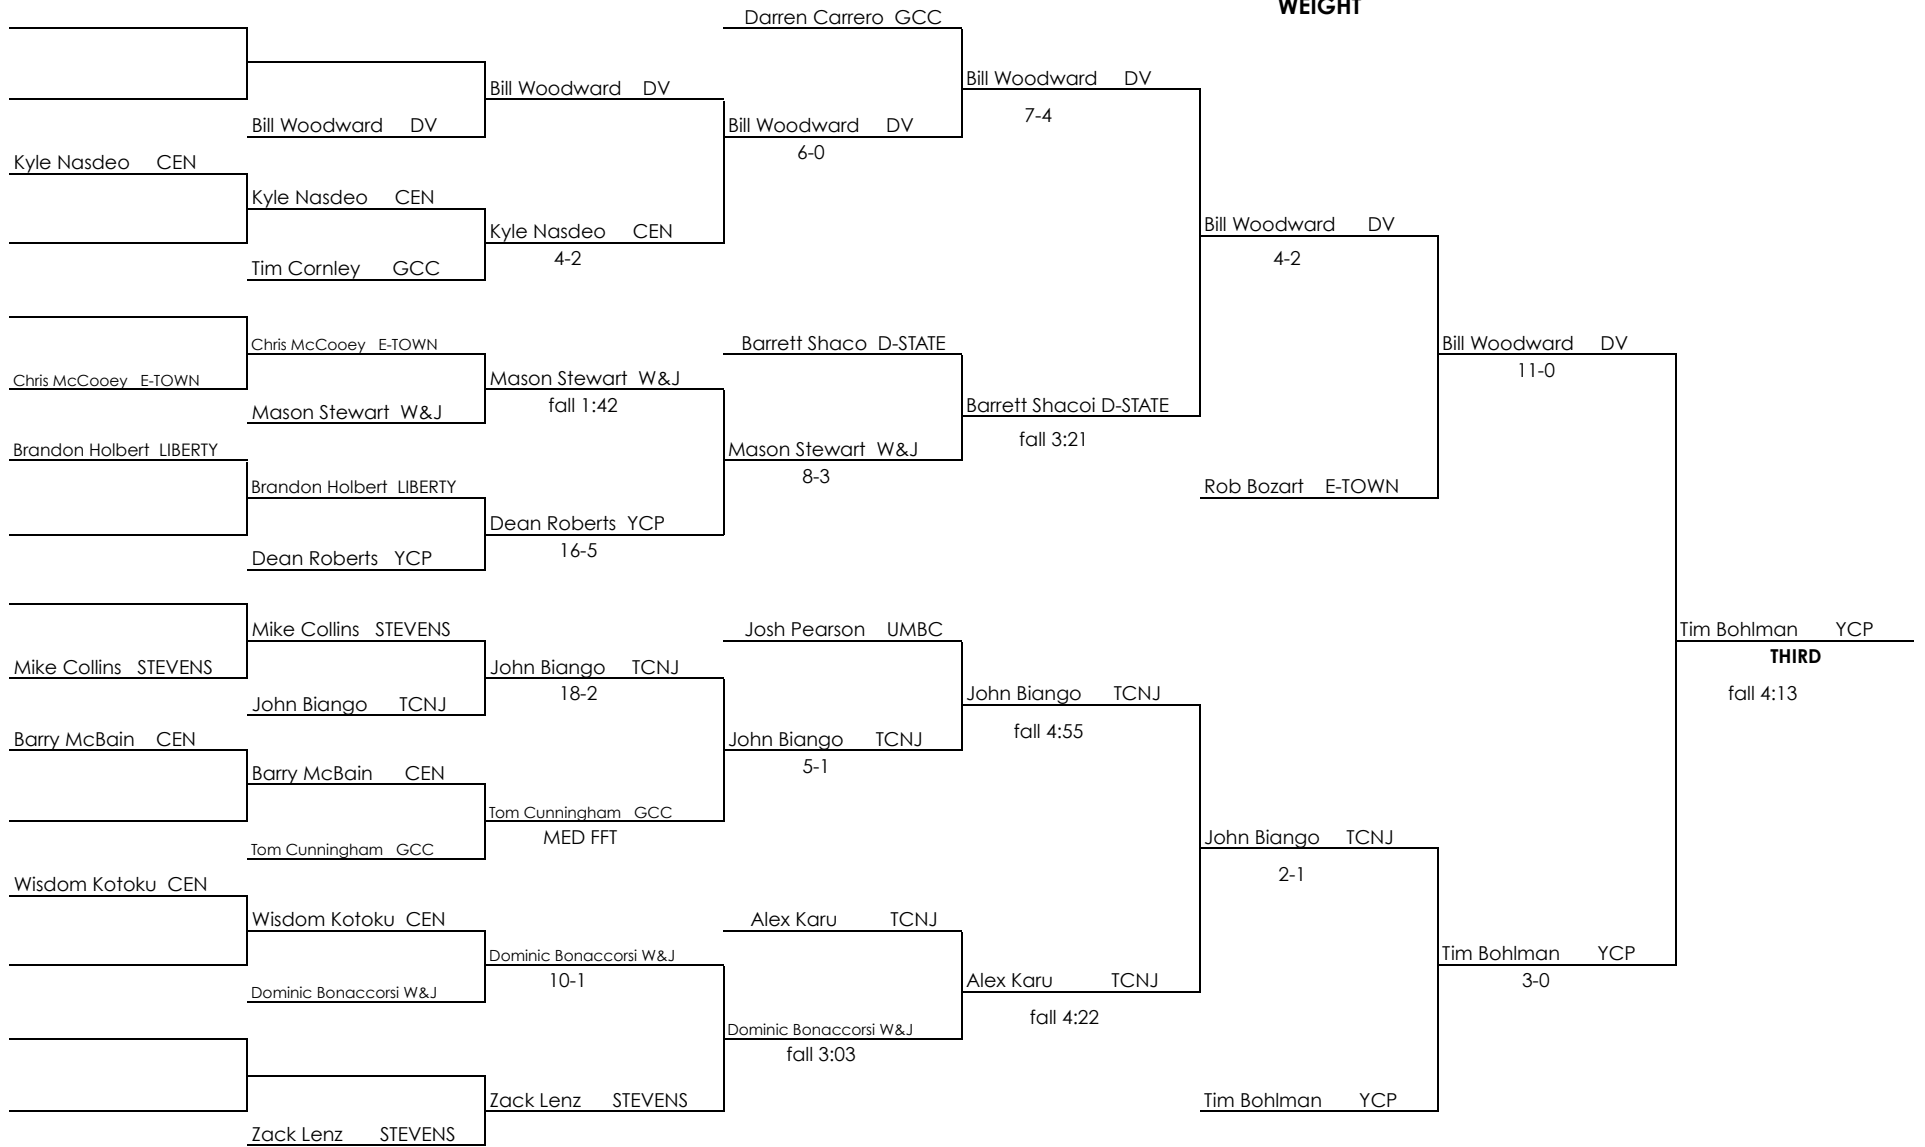 WEIGHT
Darren Carrero GCC
Bill Woodward DV
Bill Woodward DV
7-4
Bill Woodward DV
Bill Woodward DV
6-0
Kyle Nasdeo CEN
Kyle Nasdeo CEN
Kyle Nasdeo CEN
4-2
Tim Cornley GCC
Bill Woodward DV
4-2
Chris McCooey E-TOWN
Barrett Shaco D-STATE
Bill Woodward DV
11-0
Chris McCooey E-TOWN
Mason Stewart W&J
fall 1:42
Mason Stewart W&J
Barrett Shacoi D-STATE
fall 3:21
Brandon Holbert LIBERTY
Mason Stewart W&J
8-3
Brandon Holbert LIBERTY
Rob Bozart E-TOWN
Dean Roberts YCP
16-5
Dean Roberts YCP
Mike Collins STEVENS
Josh Pearson UMBC
Tim Bohlman YCP
THIRD
fall 4:13
Mike Collins STEVENS
John Biango TCNJ
18-2
John Biango TCNJ
John Biango TCNJ
fall 4:55
Barry McBain CEN
John Biango TCNJ
5-1
Barry McBain CEN
Tom Cunningham GCC
MED FFT
Tom Cunningham GCC
John Biango TCNJ
2-1
Wisdom Kotoku CEN
Wisdom Kotoku CEN
Alex Karu TCNJ
Dominic Bonaccorsi W&J
10-1
Tim Bohlman YCP
3-0
Dominic Bonaccorsi W&J
Alex Karu TCNJ
fall 4:22
Dominic Bonaccorsi W&J
fall 3:03
Zack Lenz STEVENS
Tim Bohlman YCP
Zack Lenz STEVENS